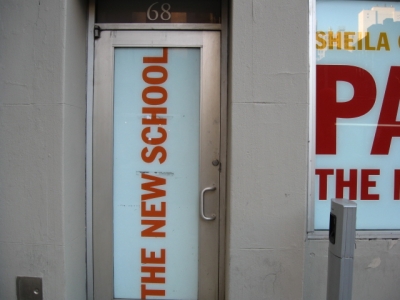 68
THE NEW SCHOOL
SHEILA
PA
THE